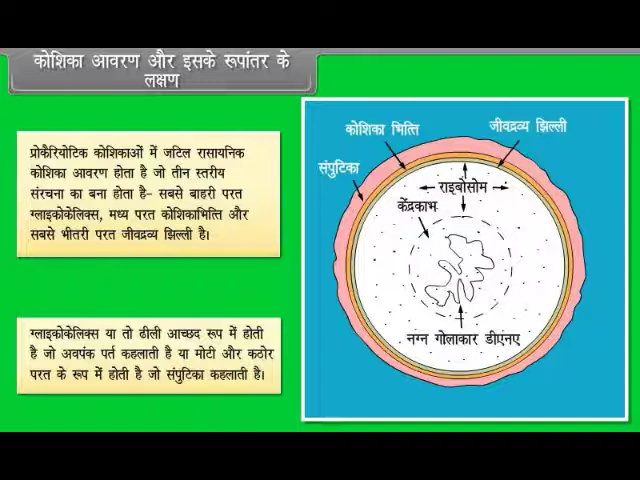 कोशिका आवरण और इसके रूपांतर के
लक्षण
प्रोकैरियोटिक कोशिकाओं में जटिल रासायनिक
कोशिका आवरण होता है जो तीन स्तरीय
संरचना का बना होता है– सबसे बाहरी परत
ग्लाइकोकेलिक्स, मध्य परत कोशिकाभित्ति और
सबसे भीतरी परत जीवद्रव्य झिल्ली है।
ग्लाइकोकेलिक्स या तो ढीली आच्छद रूप में होती
है जो अवपंक पर्त कहलाती है या मोटी और कठोर
परत के रूप में होती है जो संपुटिका कहलाती है।
कोशिका भित्ति
जीवद्रव्य झिल्ली
संपुटिका
राइबोसोम
केंद्रकाभ
नग्न गोलाकार डीएंनए